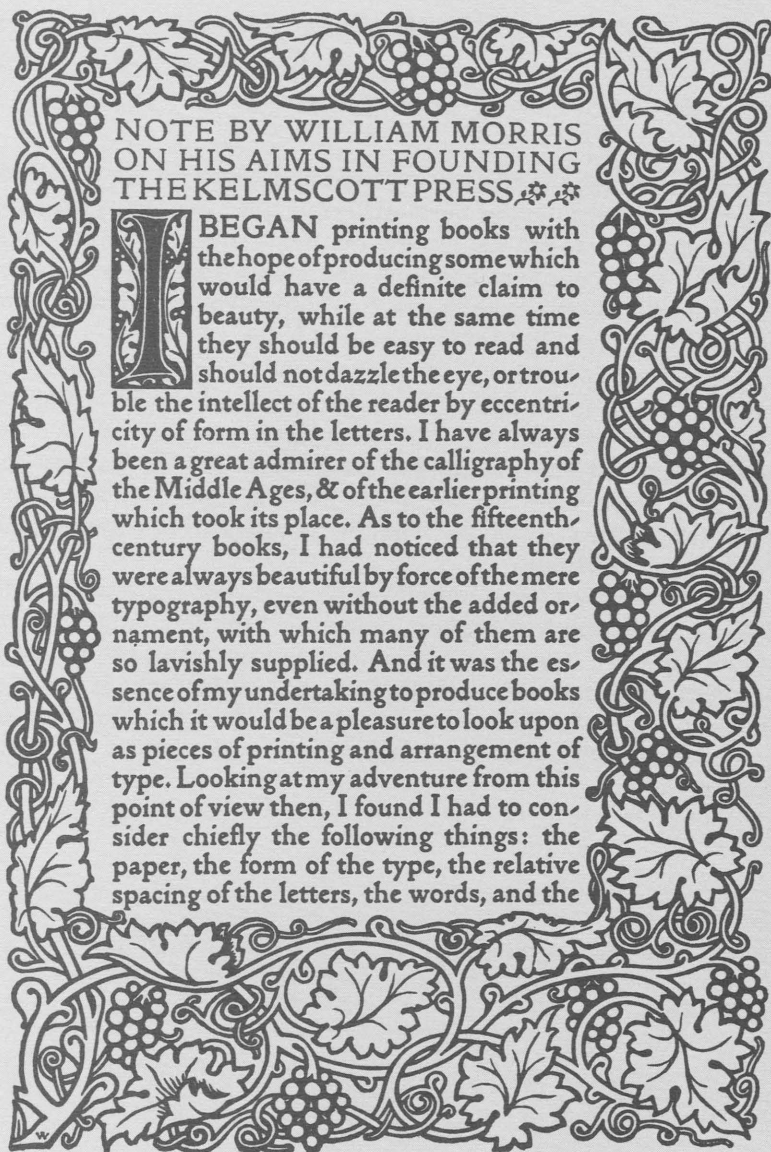 NOTE BY WILLIAM MORRIS
ON HIS AIMS IN FOUNDING
THE KELMSCOTT PRESS
I BEGAN printing books with
the hope of producing some which
would have a definite claim to
beauty, while at the same time
they should be easy to read and
should not dazzle the eye, or trou-
ble the intellect of the reader by eccentri-
city of form in the letters. I have always
been a great admirer of the calligraphy of
the Middle Ages, & of the earlier printing
which took its place. As to the fifteenth-
century books, I had noticed that they
were always beautiful by force of the mere
typography, even without the added or-
nament, with which many of them are
so lavishly supplied. And it was the es-
sence of my undertaking to produce books
which it would be a pleasure to look upon
as pieces of printing and arrangement of
type. Looking at my adventure from this
point of view then, I found I had to con-
sider chiefly the following things: the
paper, the form of the type, the relative
spacing of the letters, the words, and the
W